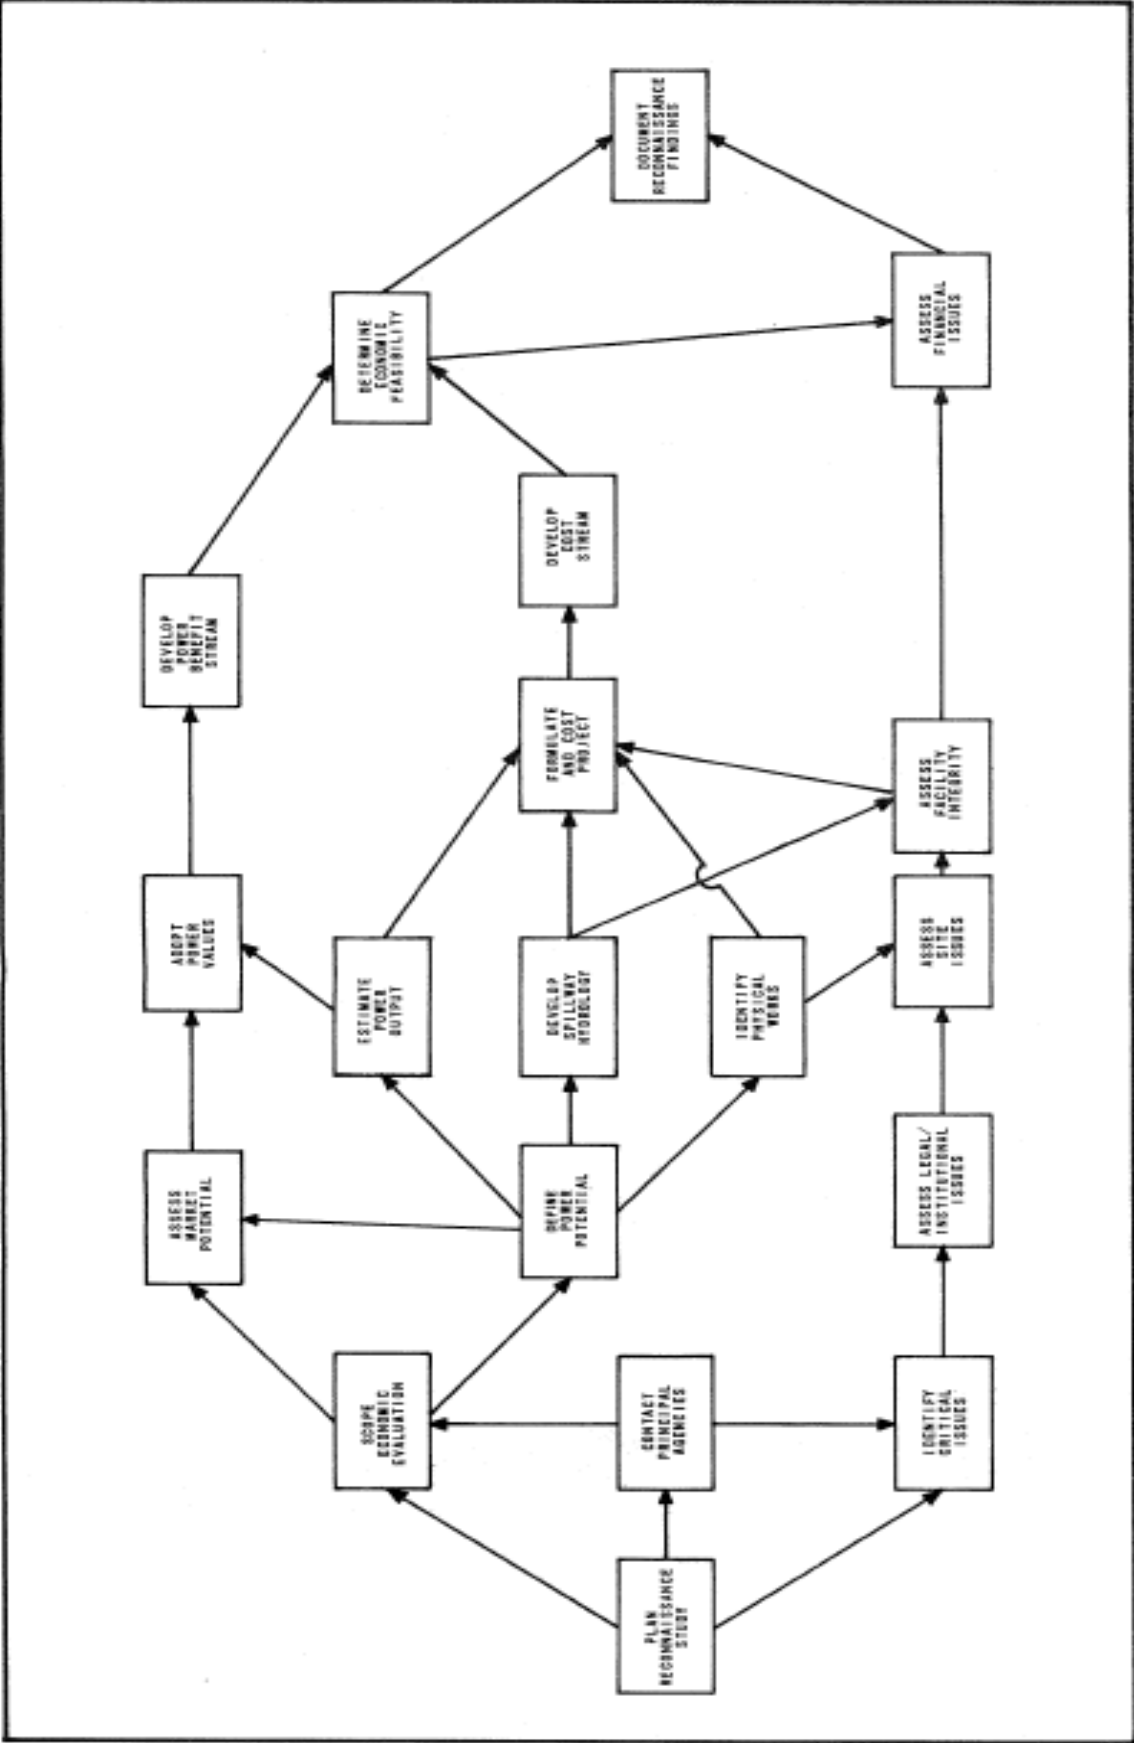 PLAN
RECONNAISSANCE
STUDY
SCOPE
ECONOMIC
EVALUATION
CONTACT
PRINCIPAL
AGENCIES
IDENTIFY
CRITICAL
ISSUES
ASSESS
MARKET
POTENTIAL
DEFINE
POWER
POTENTIAL
ASSESS LEGAL/
INSTITUTIONAL
ISSUES
ADOPT
POWER
VALUES
ESTIMATE
POWER
OUTPUT
DEVELOP
SPILLWAY
HYDROLOGY
IDENTIFY
PHYSICAL
WORKS
ASSESS
SITE
ISSUES
DEVELOP
POWER
BENEFIT
STREAM
FORMULATE
AND COST
PROJECT
ASSESS
FACILITY
INTEGRITY
DEVELOP
COST
STREAM
DETERMINE
ECONOMIC
FEASIBILITY
ASSESS
FINANCIAL
ISSUES
DOCUMENT
RECONNAISSANCE
FINDINGS